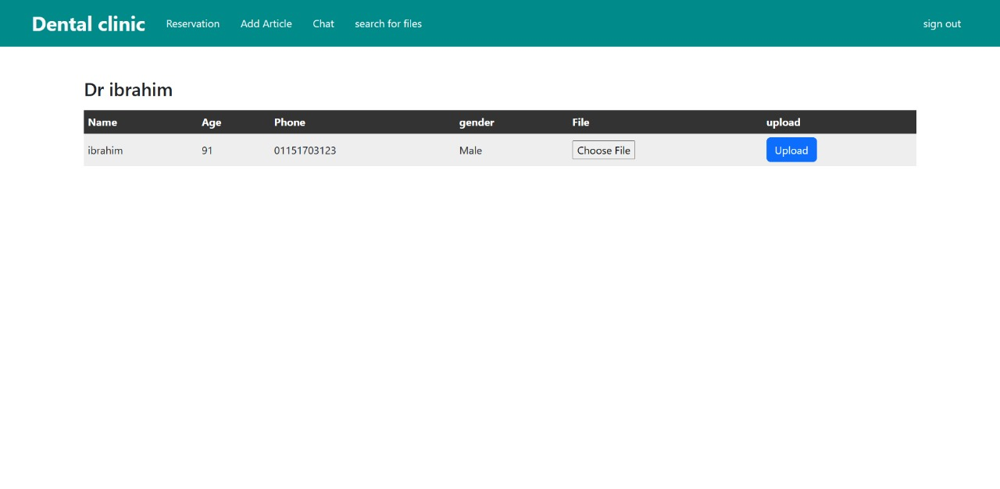 Dental clinic Reservation Add Article Chat search for files sign out
Dr ibrahim
Name Age Phone gender File upload
ibrahim 91 01151703123 Male Choose File Upload